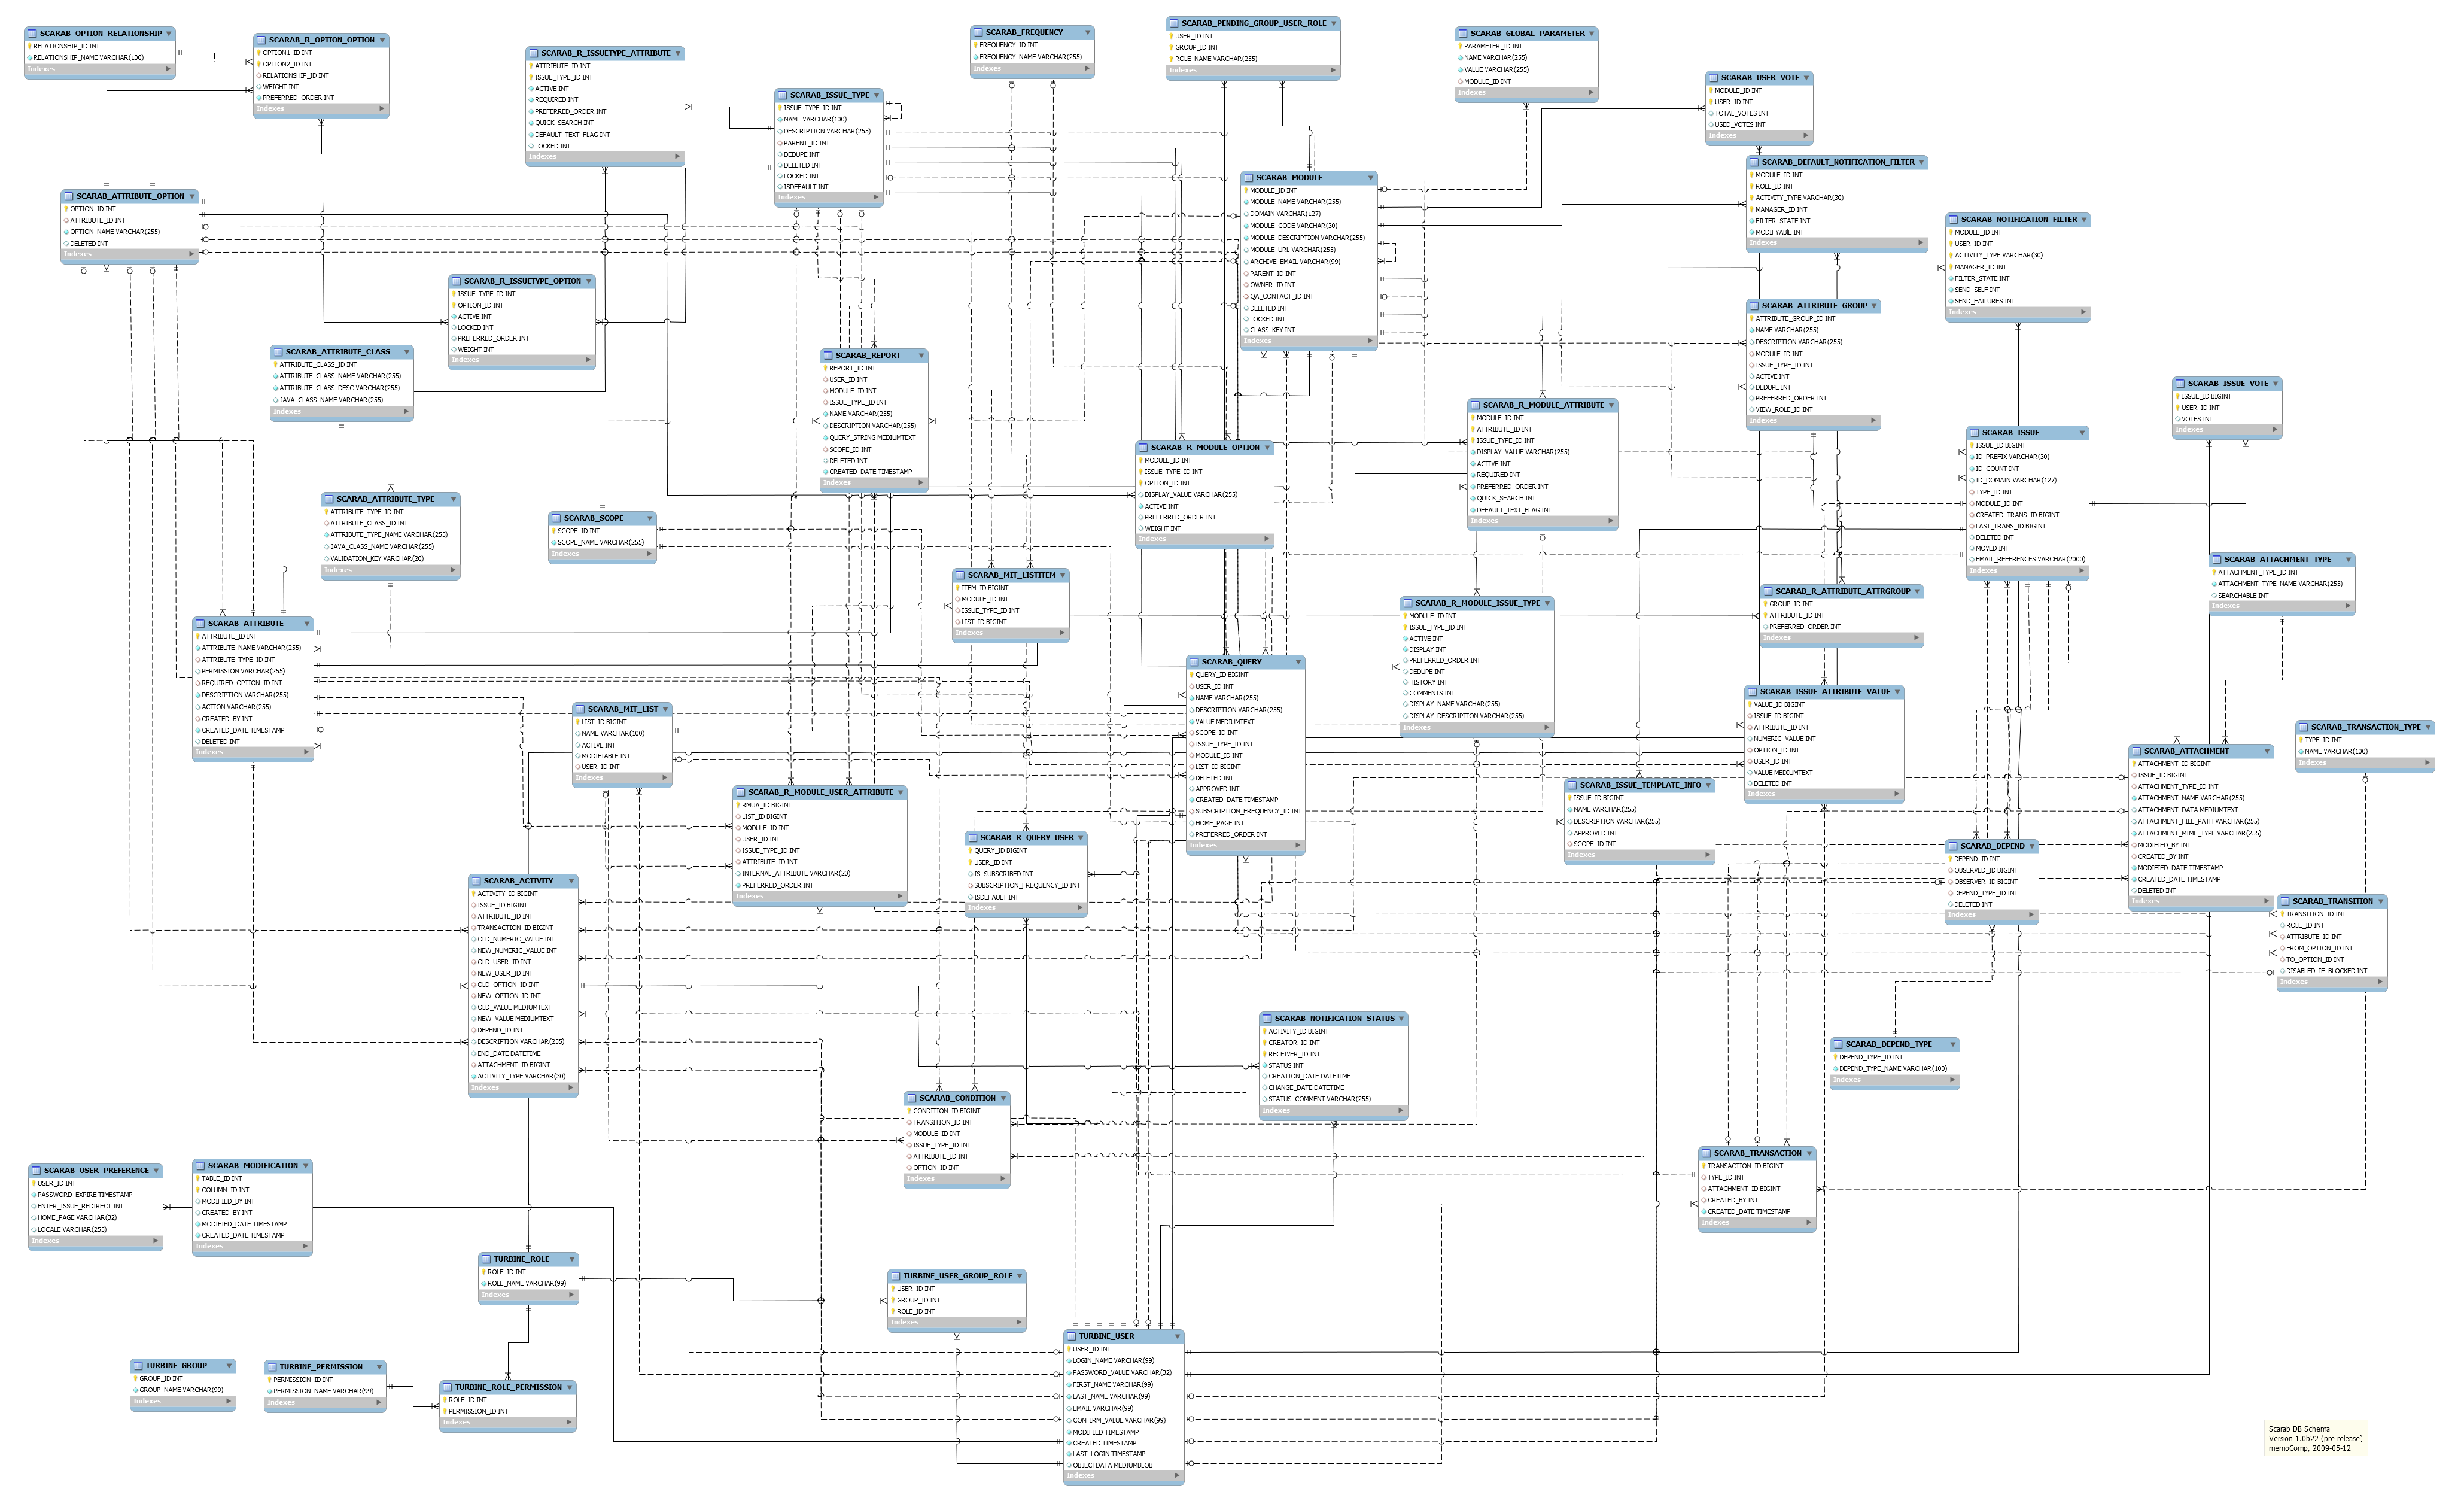 SCARAB_OPTION_RELATIONSHIP
RELATIONSHIP_ID INT
RELATIONSHIP_NAME VARCHAR(100)
Indexes
SCARAB_R_OPTION_OPTION
OPTION1_ID INT
OPTION2_ID INT
RELATIONSHIP_ID INT
WEIGHT INT
PREFERRED_ORDER INT
Indexes
SCARAB_R_ISSUETYPE_ATTRIBUTE
ATTRIBUTE_ID INT
ISSUE_TYPE_ID INT
ACTIVE INT
REQUIRED INT
PREFERRED_ORDER INT
QUICK_SEARCH INT
DEFAULT_TEXT_FLAG INT
LOCKED INT
Indexes
SCARAB_ISSUE_TYPE
ISSUE_TYPE_ID INT
NAME VARCHAR(100)
DESCRIPTION VARCHAR(255)
PARENT_ID INT
DEDUPE INT
DELETED INT
LOCKED INT
ISDEFAULT INT
Indexes
SCARAB_FREQUENCY
FREQUENCY_ID INT
FREQUENCY_NAME VARCHAR(255)
Indexes
SCARAB_PENDING_GROUP_USER_ROLE
USER_ID INT
GROUP_ID INT
ROLE_NAME VARCHAR(255)
Indexes
SCARAB_GLOBAL_PARAMETER
PARAMETER_ID INT
NAME VARCHAR(255)
VALUE VARCHAR(255)
MODULE_ID INT
Indexes
SCARAB_USER_VOTE
MODULE_ID INT
USER_ID INT
TOTAL_VOTES INT
USED_VOTES INT
Indexes
SCARAB_MODULE
MODULE_ID INT
MODULE_NAME VARCHAR(255)
DOMAIN VARCHAR(127)
MODULE_CODE VARCHAR(30)
MODULE_DESCRIPTION VARCHAR(255)
MODULE_URL VARCHAR(255)
ARCHIVE_EMAIL VARCHAR(99)
PARENT_ID INT
OWNER_ID INT
QA_CONTACT_ID INT
DELETED INT
LOCKED INT
CLASS_KEY INT
Indexes
SCARAB_DEFAULT_NOTIFICATION_FILTER
MODULE_ID INT
ROLE_ID INT
ACTIVITY_TYPE VARCHAR(30)
MANAGER_ID INT
FILTER_STATE INT
MODIFYABLE INT
Indexes
SCARAB_NOTIFICATION_FILTER
MODULE_ID INT
USER_ID INT
ACTIVITY_TYPE VARCHAR(30)
MANAGER_ID INT
FILTER_STATE INT
SEND_SELF INT
SEND_FAILURES INT
Indexes
SCARAB_ATTRIBUTE_OPTION
OPTION_ID INT
ATTRIBUTE_ID INT
OPTION_NAME VARCHAR(255)
DELETED INT
Indexes
SCARAB_R_ISSUETYPE_OPTION
ISSUE_TYPE_ID INT
OPTION_ID INT
ACTIVE INT
LOCKED INT
PREFERRED_ORDER INT
WEIGHT INT
Indexes
SCARAB_ATTRIBUTE_CLASS
ATTRIBUTE_CLASS_ID INT
ATTRIBUTE_CLASS_NAME VARCHAR(255)
ATTRIBUTE_CLASS_DESC VARCHAR(255)
JAVA_CLASS_NAME VARCHAR(255)
Indexes
SCARAB_REPORT
REPORT_ID INT
USER_ID INT
MODULE_ID INT
ISSUE_TYPE_ID INT
NAME VARCHAR(255)
DESCRIPTION VARCHAR(255)
QUERY_STRING MEDIUMTEXT
SCOPE_ID INT
DELETED INT
CREATED_DATE TIMESTAMP
Indexes
SCARAB_ATTRIBUTE_GROUP
ATTRIBUTE_GROUP_ID INT
NAME VARCHAR(255)
DESCRIPTION VARCHAR(255)
MODULE_ID INT
ISSUE_TYPE_ID INT
ACTIVE INT
DEDUPE INT
PREFERRED_ORDER INT
VIEW_ROLE_ID INT
Indexes
SCARAB_ISSUE_VOTE
ISSUE_ID BIGINT
USER_ID INT
VOTES INT
Indexes
SCARAB_R_MODULE_ATTRIBUTE
MODULE_ID INT
ATTRIBUTE_ID INT
ISSUE_TYPE_ID INT
DISPLAY_VALUE VARCHAR(255)
ACTIVE INT
REQUIRED INT
PREFERRED_ORDER INT
QUICK_SEARCH INT
DEFAULT_TEXT_FLAG INT
Indexes
SCARAB_R_MODULE_OPTION
MODULE_ID INT
ISSUE_TYPE_ID INT
OPTION_ID INT
DISPLAY_VALUE VARCHAR(255)
ACTIVE INT
PREFERRED_ORDER INT
WEIGHT INT
Indexes
SCARAB_ISSUE
ISSUE_ID BIGINT
ID_PREFIX VARCHAR(30)
ID_COUNT INT
ID_DOMAIN VARCHAR(127)
TYPE_ID INT
MODULE_ID INT
CREATED_TRANS_ID BIGINT
LAST_TRANS_ID BIGINT
DELETED INT
MOVED INT
EMAIL_REFERENCES VARCHAR(2000)
Indexes
SCARAB_ATTRIBUTE_TYPE
ATTRIBUTE_TYPE_ID INT
ATTRIBUTE_CLASS_ID INT
ATTRIBUTE_TYPE_NAME VARCHAR(255)
JAVA_CLASS_NAME VARCHAR(255)
VALIDATION_KEY VARCHAR(20)
Indexes
SCARAB_SCOPE
SCOPE_ID INT
SCOPE_NAME VARCHAR(255)
Indexes
SCARAB_MIT_LISTITEM
ITEM_ID BIGINT
MODULE_ID INT
ISSUE_TYPE_ID INT
LIST_ID BIGINT
Indexes
SCARAB_ATTACHMENT_TYPE
ATTACHMENT_TYPE_ID INT
ATTACHMENT_TYPE_NAME VARCHAR(255)
SEARCHABLE INT
Indexes
SCARAB_R_MODULE_ISSUE_TYPE
MODULE_ID INT
ISSUE_TYPE_ID INT
ACTIVE INT
DISPLAY INT
PREFERRED_ORDER INT
DEDUPE INT
HISTORY INT
COMMENTS INT
DISPLAY_NAME VARCHAR(255)
DISPLAY_DESCRIPTION VARCHAR(255)
Indexes
SCARAB_R_ATTRIBUTE_ATTRGROUP
GROUP_ID INT
ATTRIBUTE_ID INT
PREFERRED_ORDER INT
Indexes
SCARAB_ATTRIBUTE
ATTRIBUTE_ID INT
ATTRIBUTE_NAME VARCHAR(255)
ATTRIBUTE_TYPE_ID INT
PERMISSION VARCHAR(255)
REQUIRED_OPTION_ID INT
DESCRIPTION VARCHAR(255)
ACTION VARCHAR(255)
CREATED_BY INT
CREATED_DATE TIMESTAMP
DELETED INT
Indexes
SCARAB_QUERY
QUERY_ID BIGINT
USER_ID INT
NAME VARCHAR(255)
DESCRIPTION VARCHAR(255)
VALUE MEDIUMTEXT
SCOPE_ID INT
ISSUE_TYPE_ID INT
MODULE_ID INT
LIST_ID BIGINT
DELETED INT
APPROVED INT
CREATED_DATE TIMESTAMP
SUBSCRIPTION_FREQUENCY_ID INT
HOME_PAGE INT
PREFERRED_ORDER INT
Indexes
SCARAB_ISSUE_ATTRIBUTE_VALUE
VALUE_ID BIGINT
ISSUE_ID BIGINT
ATTRIBUTE_ID INT
NUMERIC_VALUE INT
OPTION_ID INT
USER_ID INT
VALUE MEDIUMTEXT
DELETED INT
Indexes
SCARAB_MIT_LIST
LIST_ID BIGINT
NAME VARCHAR(100)
ACTIVE INT
MODIFIABLE INT
USER_ID INT
Indexes
SCARAB_TRANSACTION_TYPE
TYPE_ID INT
NAME VARCHAR(100)
Indexes
SCARAB_ATTACHMENT
ATTACHMENT_ID BIGINT
ISSUE_ID BIGINT
ATTACHMENT_TYPE_ID INT
ATTACHMENT_NAME VARCHAR(255)
ATTACHMENT_DATA MEDIUMTEXT
ATTACHMENT_FILE_PATH VARCHAR(255)
ATTACHMENT_MIME_TYPE VARCHAR(255)
MODIFIED_BY INT
CREATED_BY INT
MODIFIED_DATE TIMESTAMP
CREATED_DATE TIMESTAMP
DELETED INT
Indexes
SCARAB_R_MODULE_USER_ATTRIBUTE
RMUA_ID BIGINT
LIST_ID BIGINT
MODULE_ID INT
USER_ID INT
ISSUE_TYPE_ID INT
ATTRIBUTE_ID INT
INTERNAL_ATTRIBUTE VARCHAR(20)
PREFERRED_ORDER INT
Indexes
SCARAB_ISSUE_TEMPLATE_INFO
ISSUE_ID BIGINT
NAME VARCHAR(255)
DESCRIPTION VARCHAR(255)
APPROVED INT
SCOPE_ID INT
Indexes
SCARAB_R_QUERY_USER
QUERY_ID BIGINT
USER_ID INT
IS_SUBSCRIBED INT
SUBSCRIPTION_FREQUENCY_ID INT
ISDEFAULT INT
Indexes
SCARAB_DEPEND
DEPEND_ID INT
OBSERVED_ID BIGINT
OBSERVER_ID BIGINT
DEPEND_TYPE_ID INT
DELETED INT
Indexes
SCARAB_ACTIVITY
ACTIVITY_ID BIGINT
ISSUE_ID BIGINT
ATTRIBUTE_ID INT
TRANSACTION_ID BIGINT
OLD_NUMERIC_VALUE INT
NEW_NUMERIC_VALUE INT
OLD_USER_ID INT
NEW_USER_ID INT
OLD_OPTION_ID INT
NEW_OPTION_ID INT
OLD_VALUE MEDIUMTEXT
NEW_VALUE MEDIUMTEXT
DEPEND_ID INT
DESCRIPTION VARCHAR(255)
END_DATE DATETIME
ATTACHMENT_ID BIGINT
ACTIVITY_TYPE VARCHAR(30)
Indexes
SCARAB_TRANSITION
TRANSITION_ID INT
ROLE_ID INT
ATTRIBUTE_ID INT
FROM_OPTION_ID INT
TO_OPTION_ID INT
DISABLED_IF_BLOCKED INT
Indexes
SCARAB_NOTIFICATION_STATUS
ACTIVITY_ID BIGINT
CREATOR_ID INT
RECEIVER_ID INT
STATUS INT
CREATION_DATE DATETIME
CHANGE_DATE DATETIME
STATUS_COMMENT VARCHAR(255)
Indexes
SCARAB_DEPEND_TYPE
DEPEND_TYPE_ID INT
DEPEND_TYPE_NAME VARCHAR(100)
Indexes
SCARAB_CONDITION
CONDITION_ID BIGINT
TRANSITION_ID INT
MODULE_ID INT
ISSUE_TYPE_ID INT
ATTRIBUTE_ID INT
OPTION_ID INT
Indexes
SCARAB_TRANSACTION
TRANSACTION_ID BIGINT
TYPE_ID INT
ATTACHMENT_ID BIGINT
CREATED_BY INT
CREATED_DATE TIMESTAMP
Indexes
SCARAB_USER_PREFERENCE
USER_ID INT
PASSWORD_EXPIRE TIMESTAMP
ENTER_ISSUE_REDIRECT INT
HOME_PAGE VARCHAR(32)
LOCALE VARCHAR(255)
Indexes
SCARAB_MODIFICATION
TABLE_ID INT
COLUMN_ID INT
MODIFIED_BY INT
CREATED_BY INT
MODIFIED_DATE TIMESTAMP
CREATED_DATE TIMESTAMP
Indexes
TURBINE_ROLE
ROLE_ID INT
ROLE_NAME VARCHAR(99)
Indexes
TURBINE_USER_GROUP_ROLE
USER_ID INT
GROUP_ID INT
ROLE_ID INT
Indexes
TURBINE_USER
USER_ID INT
LOGIN_NAME VARCHAR(99)
PASSWORD_VALUE VARCHAR(32)
FIRST_NAME VARCHAR(99)
LAST_NAME VARCHAR(99)
EMAIL VARCHAR(99)
CONFIRM_VALUE VARCHAR(99)
MODIFIED TIMESTAMP
CREATED TIMESTAMP
LAST_LOGIN TIMESTAMP
OBJECTDATA MEDIUMBLOB
Indexes
TURBINE_GROUP
GROUP_ID INT
GROUP_NAME VARCHAR(99)
Indexes
TURBINE_PERMISSION
PERMISSION_ID INT
PERMISSION_NAME VARCHAR(99)
Indexes
TURBINE_ROLE_PERMISSION
ROLE_ID INT
PERMISSION_ID INT
Indexes
Scarab DB Schema
Version 1.0b22 (pre release)
memoComp, 2009-05-12